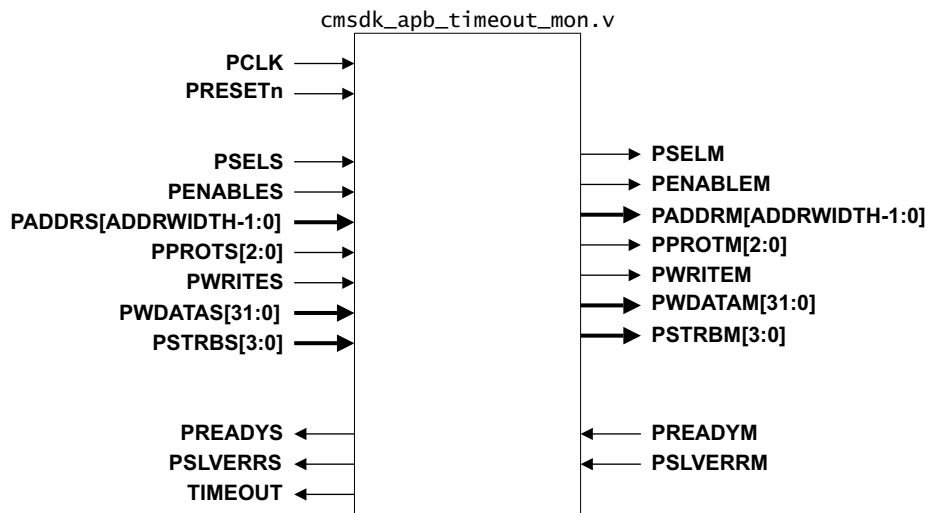 cmsdk_apb_timeout_mon.v
PCLK
PRESETn
PSELS
PENABLES
PADDRS[ADDRWIDTH-1:0]
PPROTS[2:0]
PWRITES
PWDATAS[31:0]
PSTRBS[3:0]
PREADYS
PSLVERRS
TIMEOUT
PSELM
PENABLEM
PADDRM[ADDRWIDTH-1:0]
PPROTM[2:0]
PWRITEM
PWDATAM[31:0]
PSTRBM[3:0]
PREADYM
PSLVERRM